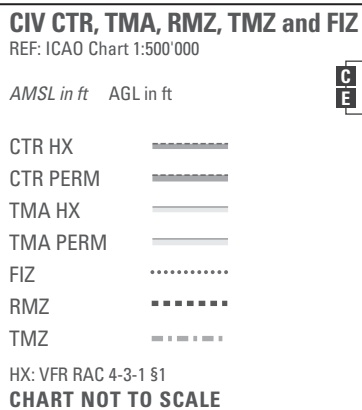 CIV CTR, TMA, RMZ, TMZ and FIZ
REF: ICAO Chart 1:500'000
AMSL in ft AGL in ft
C
E
CTR HX
CTR PERM
TMA HX
TMA PERM
FIZ
RMZ
TMZ
HX: VFR RAC 4-3-1 §1
CHART NOT TO SCALE